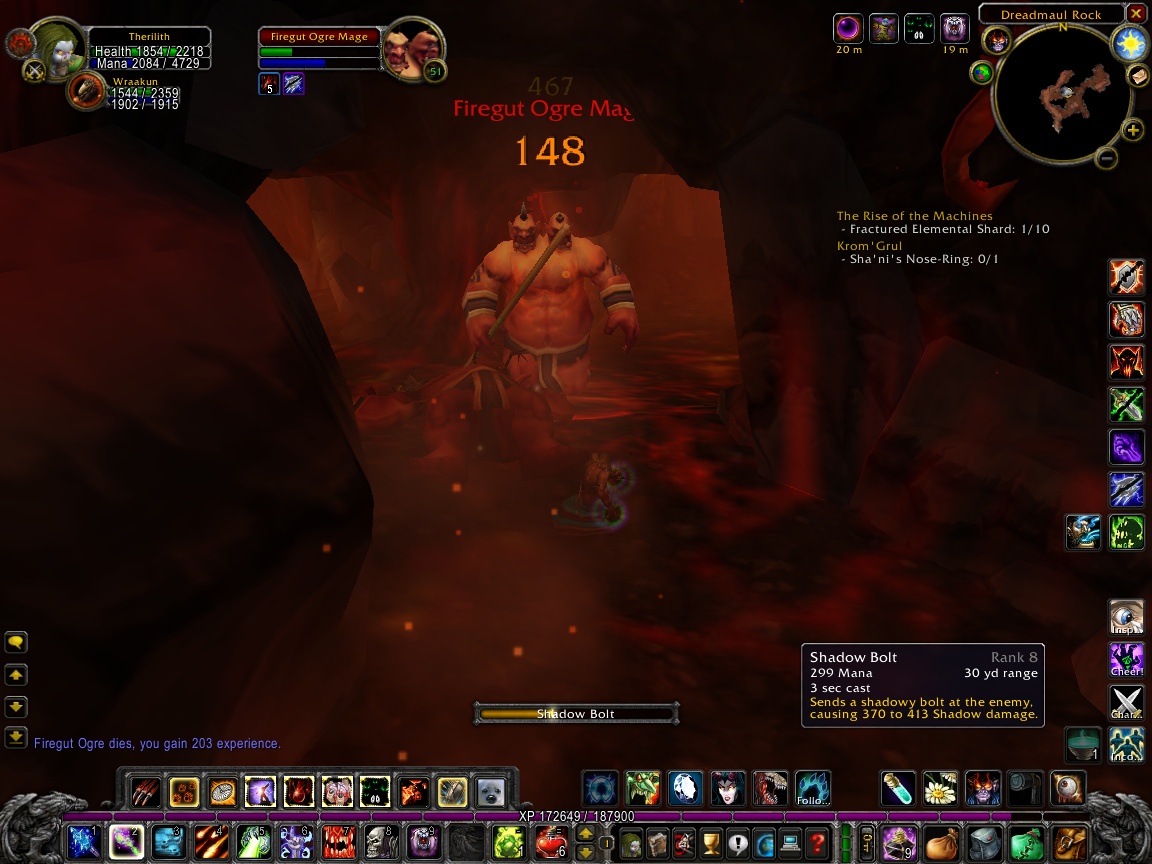 Therilith
Health 1854 / 2218
Mana 2084 / 4729
Wraakun
1544 / 2359
1902 / 1915
Firegut Ogre Mage
51
5
20 m
19 m
Dreadmaul Rock
N
467
Firegut Ogre Mag
148
The Rise of the Machines
- Fractured Elemental Shard: 1/10
Krom'Grul
- Sha'ni's Nose-Ring: 0/1
Insp
Cheer!
Char..
1
Incd..
Shadow Bolt Rank 8
299 Mana 30 yd range
3 sec cast
Sends a shadowy bolt at the enemy,
causing 370 to 413 Shadow damage.
Shadow Bolt
Firegut Ogre dies, you gain 203 experience.
Follo..
XP 172649 / 187900
1 2 3 4 5 6 7 8 9
6
1
9